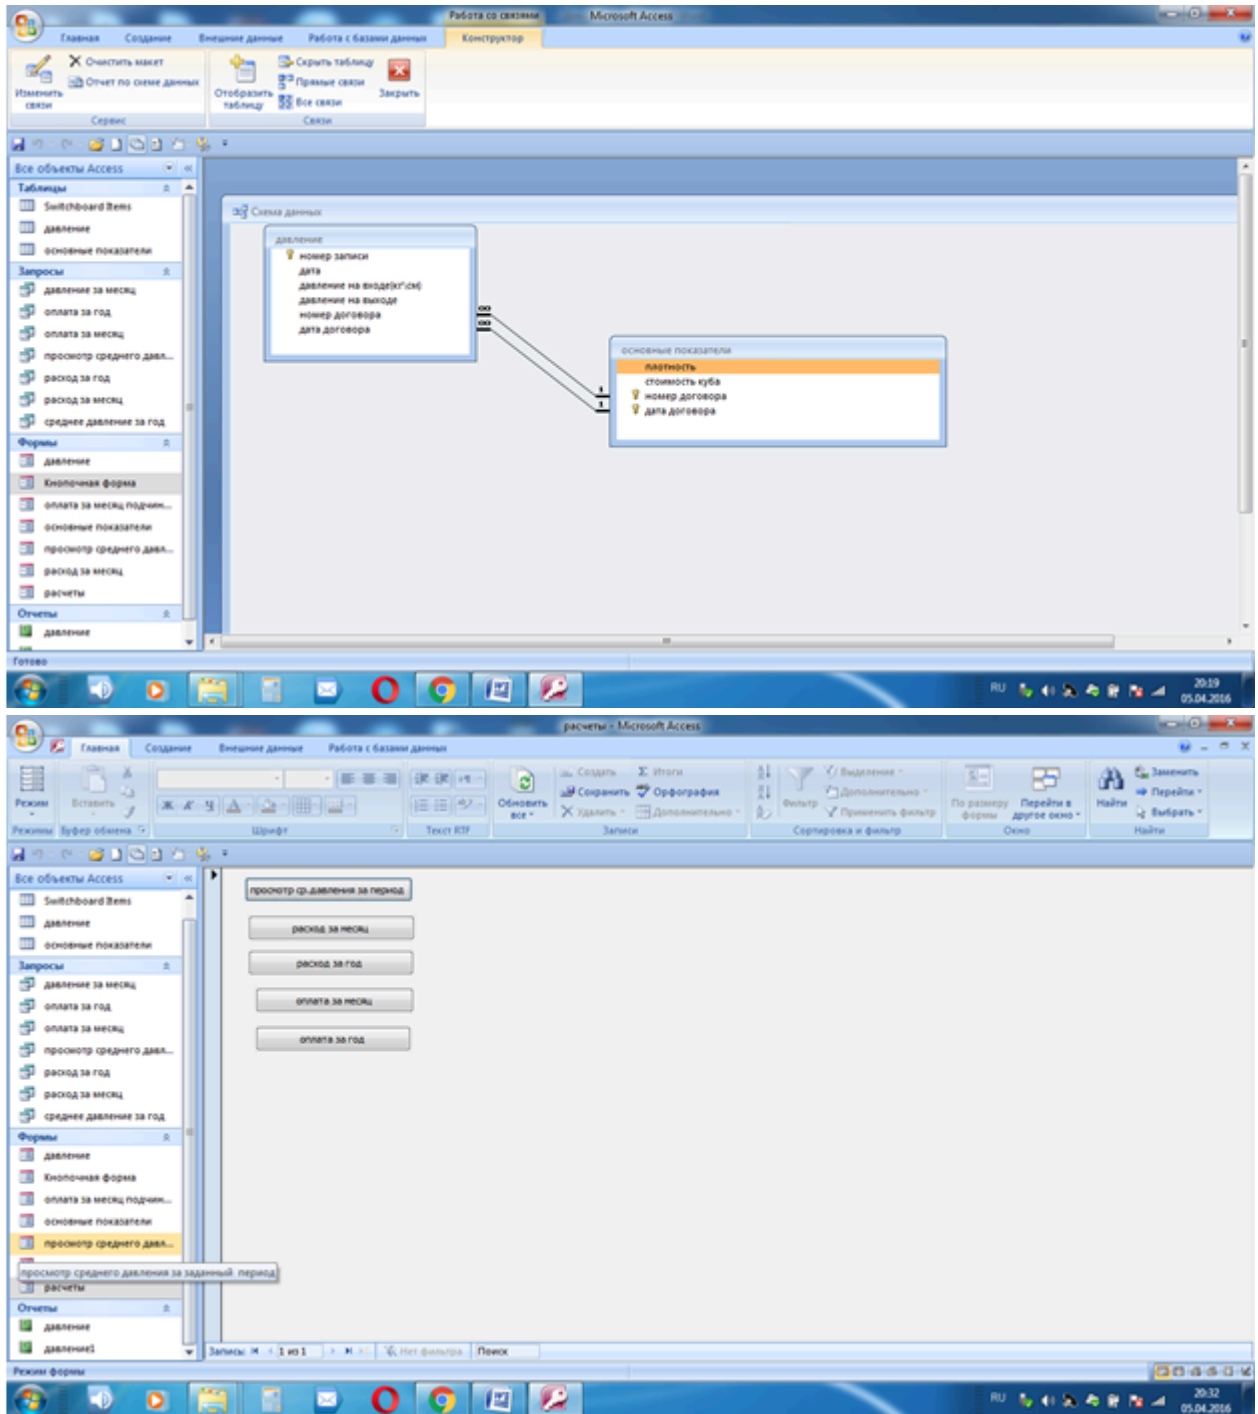 Работа со связями Microsoft Access
Главная Создание Внешние данные Работа с базами данных Конструктор
Изменить связи
Очистить макет
Отчет по схеме данных
Сервис
Отобразить таблицу
Скрыть таблицу
Прямые связи
Все связи
Закрыть
Связи
Все объекты Access
Таблицы
Switchboard Items
давление
основные показатели
Запросы
давление за месяц
оплата за год
оплата за месяц
просмотр среднего давл...
расход за год
расход за месяц
среднее давление за год
Формы
давление
Кнопочная форма
оплата за месяц подчин...
основные показатели
просмотр среднего давл...
расход за месяц
расчеты
Отчеты
давление
Схема данных
давление
номер записи
дата
давление на входе(кг\см)
давление на выходе
номер договора
дата договора
∞
∞
1
1
основные показатели
плотность
стоимость куба
номер договора
дата договора
Готово
RU 20:19
05.04.2016
расчеты - Microsoft Access
Главная Создание Внешние данные Работа с базами данных
Режим
Режимы
Вставить
Буфер обмена
Ж К Ч
Шрифт
Текст RTF
Обновить все
Создать
Сохранить
Удалить
Итоги
Орфография
Дополнительно
Записи
Фильтр
Выделение
Дополнительно
Применить фильтр
Сортировка и фильтр
По размеру формы
Перейти в другое окно
Окно
Найти
Заменить
Перейти
Выбрать
Найти
Все объекты Access
Switchboard Items
давление
основные показатели
Запросы
давление за месяц
оплата за год
оплата за месяц
просмотр среднего давл...
расход за год
расход за месяц
среднее давление за год
Формы
давление
Кнопочная форма
оплата за месяц подчин...
основные показатели
просмотр среднего давл...
просмотр среднего давления за заданный период
расчеты
Отчеты
давление
давление1
просмотр ср.давления за период
расход за месяц
расход за год
оплата за месяц
оплата за год
Запись: 1 из 1 Нет фильтра Поиск
Режим формы
RU 20:32
05.04.2016